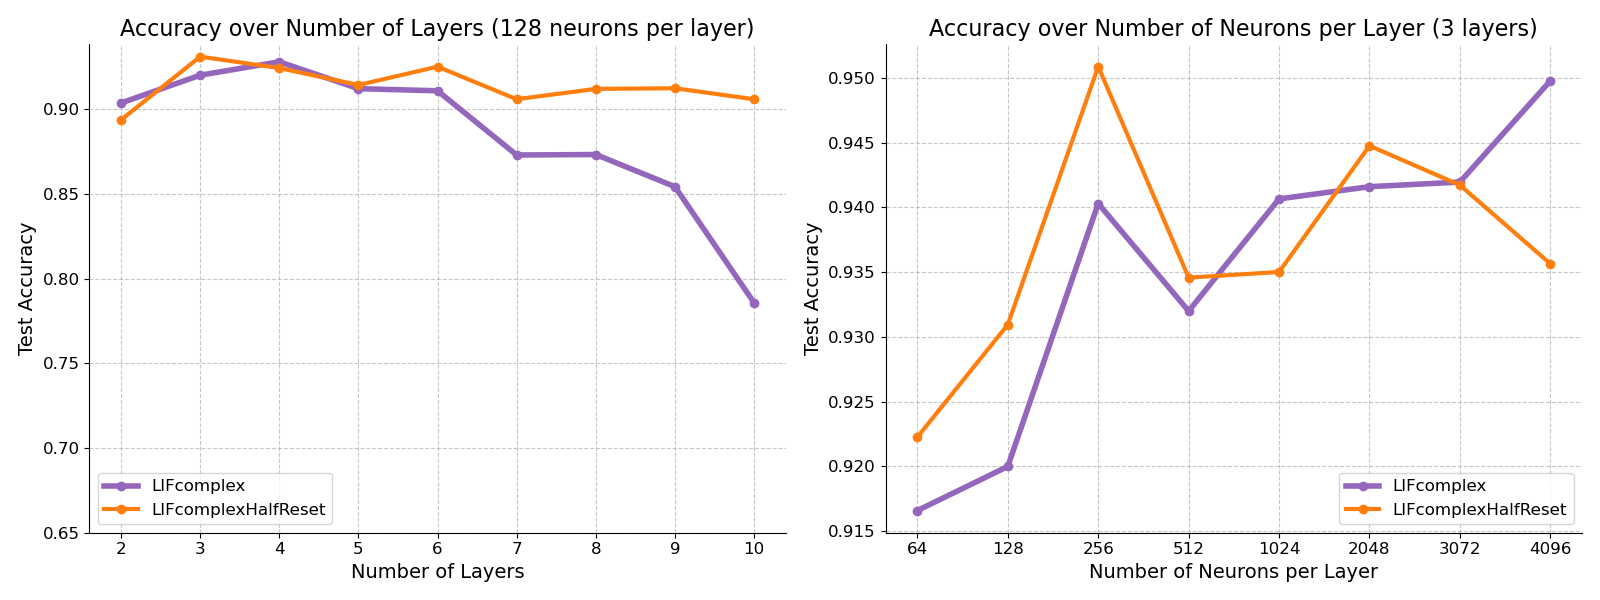 Accuracy over Number of Layers (128 neurons per layer)
Test Accuracy
0.90
0.85
0.80
0.75
0.70
0.65
LIFcomplex
LIFcomplexHalfReset
2 3 4 5 6 7 8 9 10
Number of Layers
Accuracy over Number of Neurons per Layer (3 layers)
Test Accuracy
0.950
0.945
0.940
0.935
0.930
0.925
0.920
0.915
LIFcomplex
LIFcomplexHalfReset
64 128 256 512 1024 2048 3072 4096
Number of Neurons per Layer